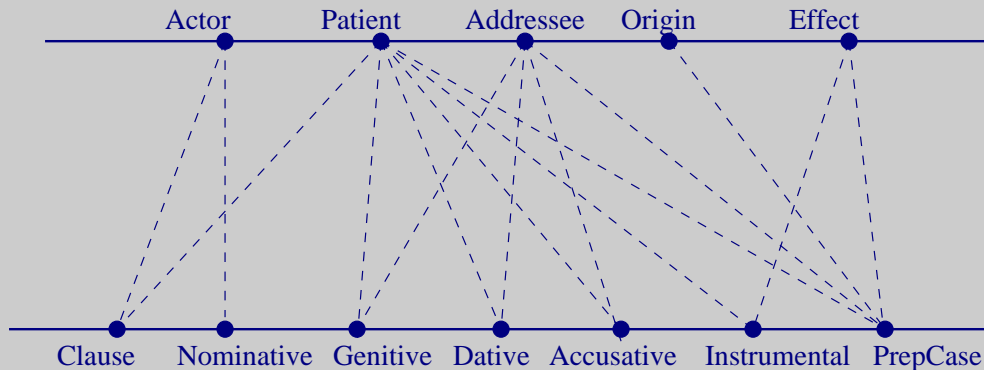 Actor Patient Addressee Origin Effect
Clause Nominative Genitive Dative Accusative Instrumental PrepCase